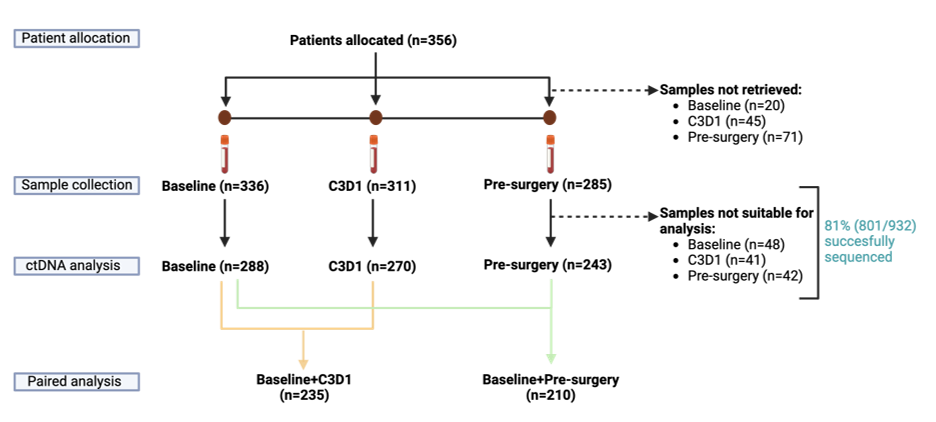 Patient allocation
Patients allocated (n=356)
Samples not retrieved:
• Baseline (n=20)
• C3D1 (n=45)
• Pre-surgery (n=71)
Sample collection
Baseline (n=336)
C3D1 (n=311)
Pre-surgery (n=285)
Samples not suitable for
analysis:
• Baseline (n=48)
• C3D1 (n=41)
• Pre-surgery (n=42)
81% (801/932)
succesfully
sequenced
ctDNA analysis
Baseline (n=288)
C3D1 (n=270)
Pre-surgery (n=243)
Paired analysis
Baseline+C3D1
(n=235)
Baseline+Pre-surgery
(n=210)